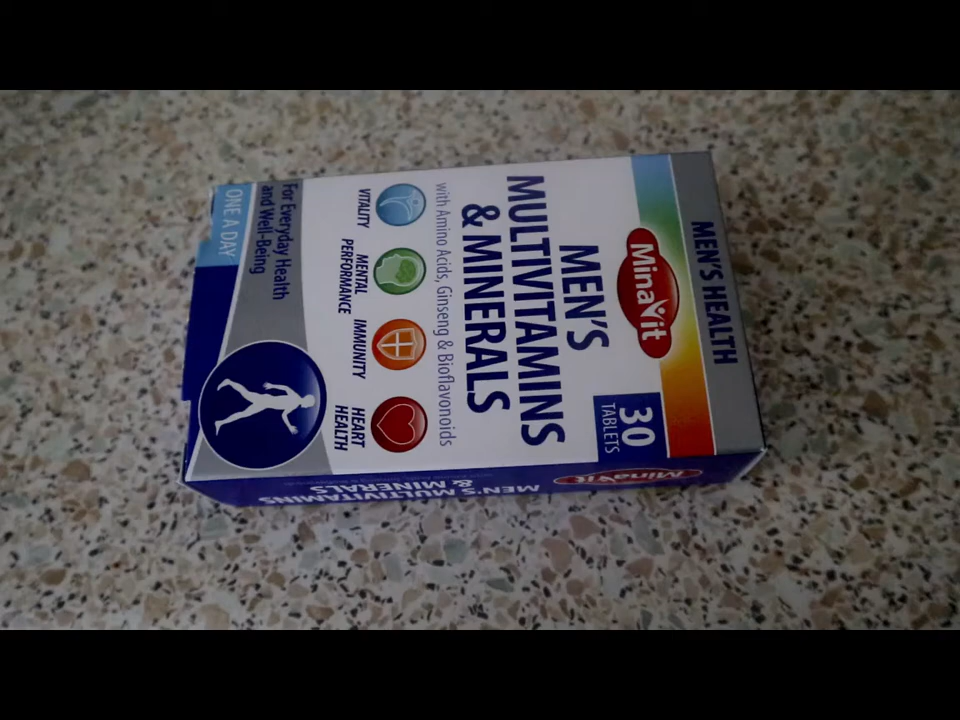 MEN'S HEALTH
MinaVit
30
TABLETS
MEN'S
MULTIVITAMINS
& MINERALS
with Amino Acids, Ginseng & Bioflavonoids
VITALITY
MENTAL
PERFORMANCE
IMMUNITY
HEART
HEALTH
For Everyday Health
and Well-Being
ONE A DAY
MinaVit
MEN'S MULTIVITAMINS
& MINERALS